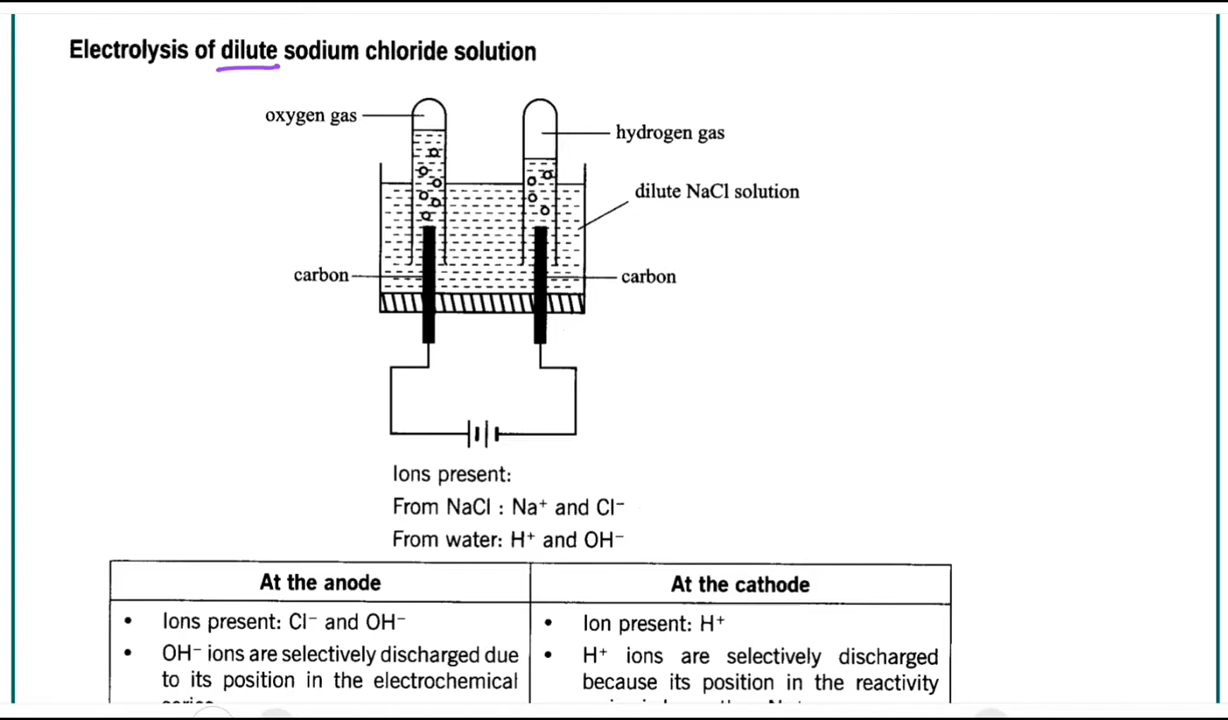 Electrolysis of dilute sodium chloride solution
oxygen gas
hydrogen gas
dilute NaCl solution
carbon
carbon
Ions present:
From NaCl : Na⁺ and Cl⁻
From water: H⁺ and OH⁻
At the anode
At the cathode
• Ions present: Cl⁻ and OH⁻
• OH⁻ ions are selectively discharged due
to its position in the electrochemical
• Ion present: H⁺
• H⁺ ions are selectively discharged
because its position in the reactivity